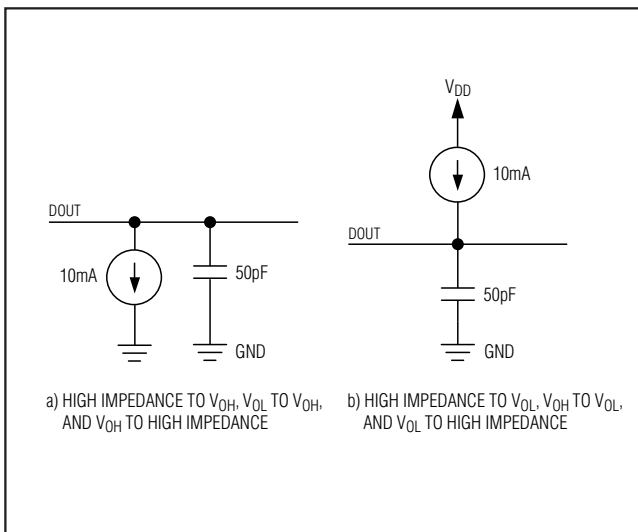 DOUT
10mA
50pF
GND
a) HIGH IMPEDANCE TO VOH, VOL TO VOH,
AND VOH TO HIGH IMPEDANCE
VDD
10mA
DOUT
50pF
GND
b) HIGH IMPEDANCE TO VOL, VOH TO VOL,
AND VOL TO HIGH IMPEDANCE